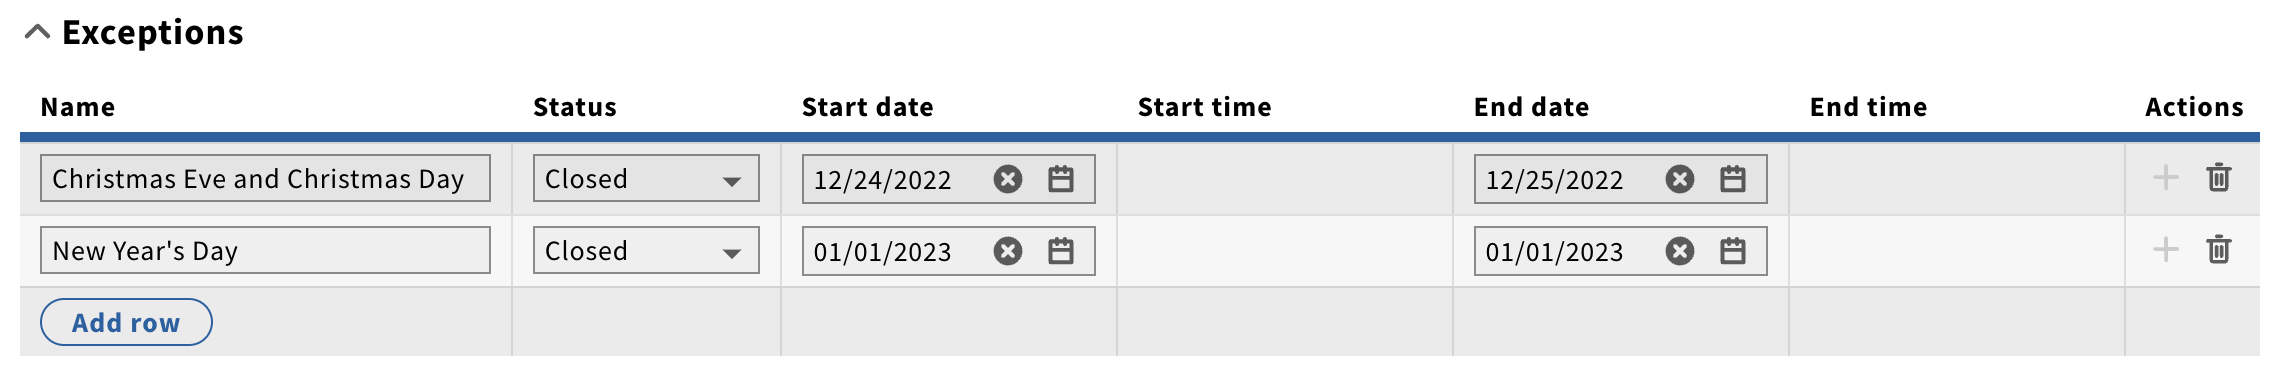 Exceptions
Name Status Start date Start time End date End time Actions
Christmas Eve and Christmas Day Closed 12/24/2022 12/25/2022
New Year's Day Closed 01/01/2023 01/01/2023
Add row